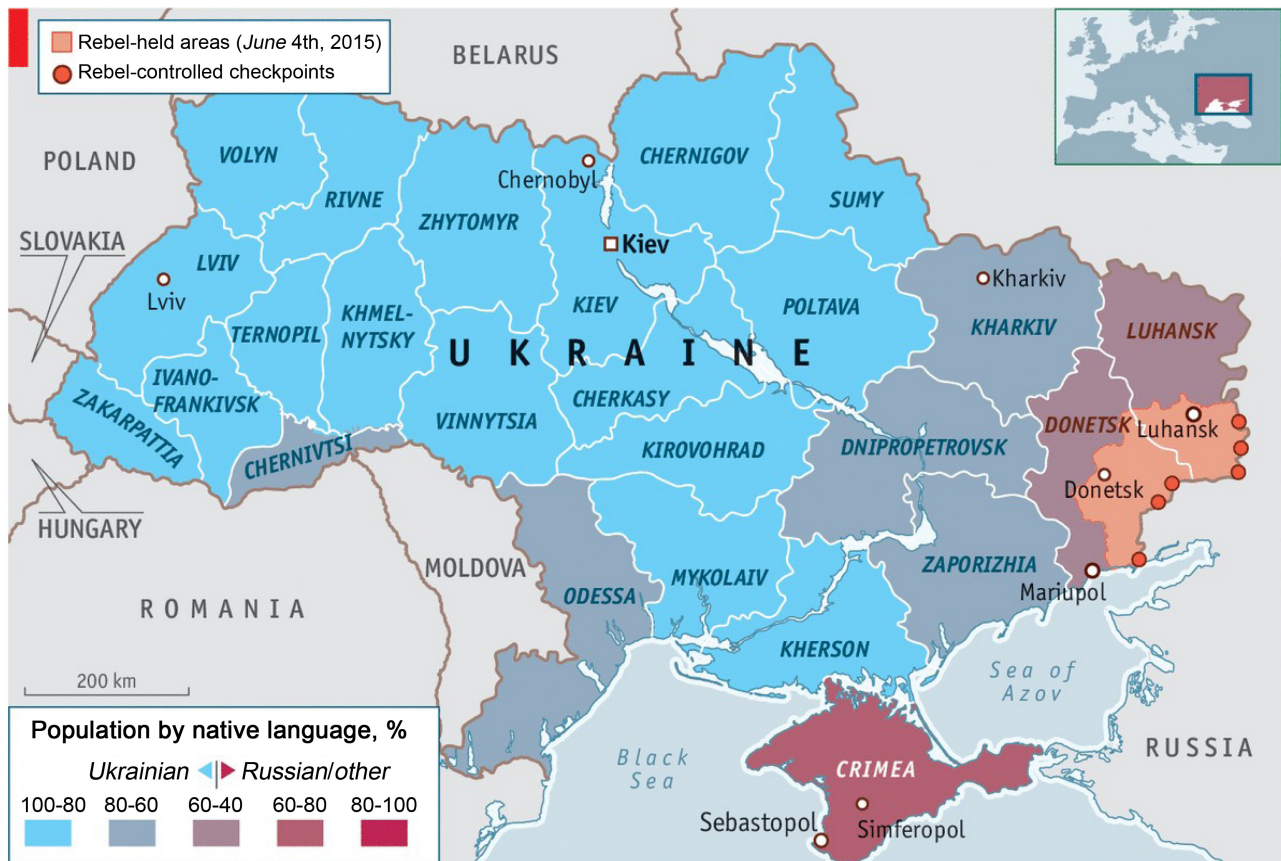 Rebel-held areas (June 4th, 2015)
Rebel-controlled checkpoints
BELARUS
POLAND
SLOVAKIA
HUNGARY
ROMANIA
MOLDOVA
RUSSIA
UKRAINE
VOLYN
RIVNE
ZHYTOMYR
Chernobyl
CHERNIGOV
SUMY
Kiev
LVIV
Lviv
TERNOPIL
KHMEL-
NYTSKY
KIEV
POLTAVA
Kharkiv
KHARKIV
LUHANSK
IVANO-
FRANKIVSK
ZAKARPATTIA
CHERNIVTSI
VINNYTSIA
CHERKASY
KIROVOHRAD
DNIPROPETROVSK
DONETSK
Luhansk
Donetsk
ZAPORIZHIA
Mariupol
ODESSA
MYKOLAIV
KHERSON
Sea of
Azov
Black
Sea
CRIMEA
Sebastopol
Simferopol
200 km
Population by native language, %
Ukrainian Russian/other
100-80 80-60 60-40 60-80 80-100